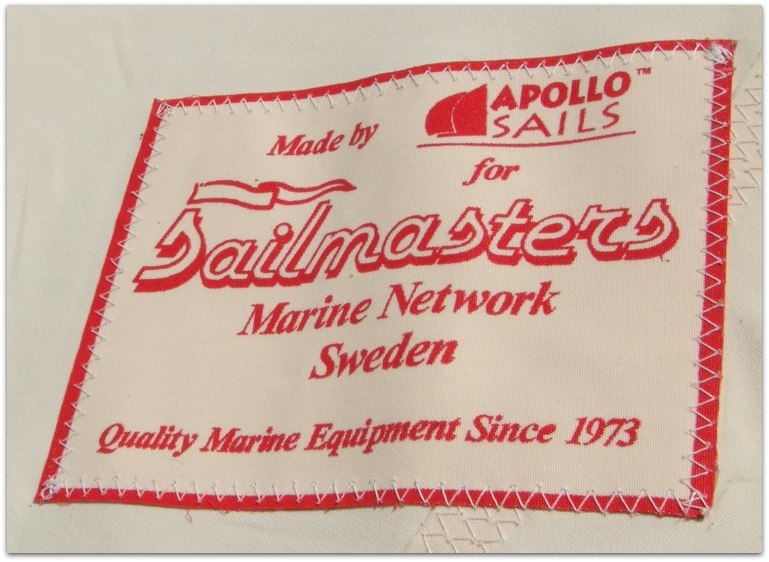 Made by APOLLO™
SAILS
for
Sailmasters
Marine Network
Sweden
Quality Marine Equipment Since 1973